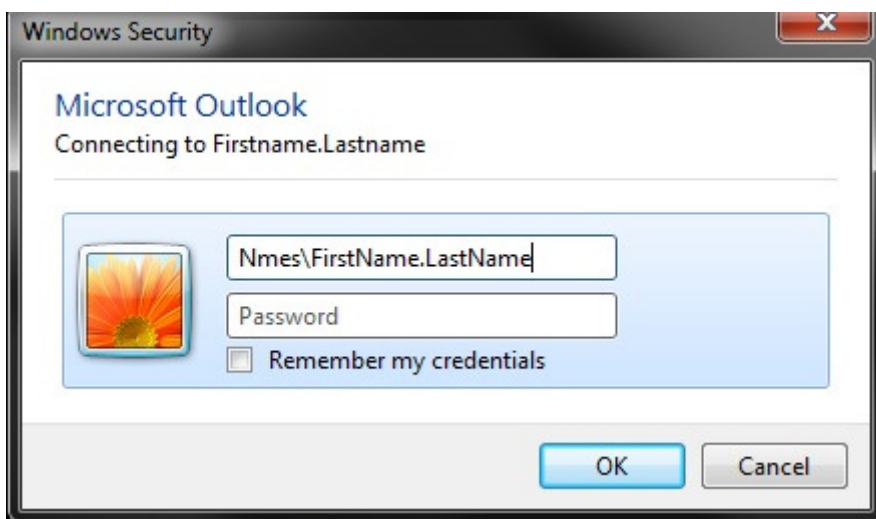 Windows Security
Microsoft Outlook
Connecting to Firstname.Lastname
Nmes\FirstName.LastName
Password
Remember my credentials
OK Cancel